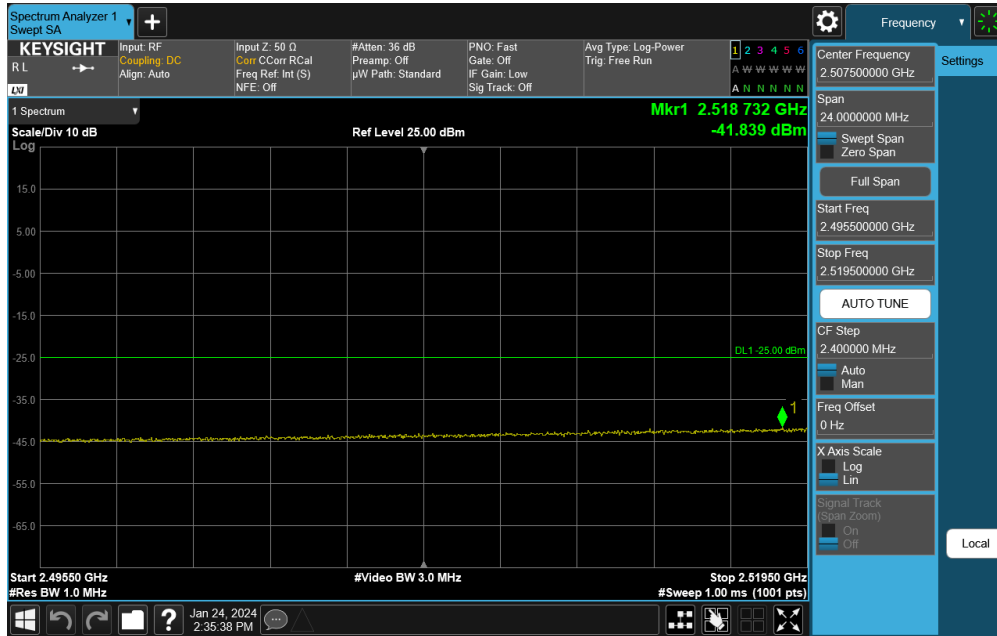 Spectrum Analyzer 1
Swept SA
Frequency
KEYSIGHT
R L
LXI
Input: RF
Coupling: DC
Align: Auto
Input Z: 50 Ω
Corr CCorr RCal
Freq Ref: Int (S)
NFE: Off
#Atten: 36 dB
Preamp: Off
µW Path: Standard
PNO: Fast
Gate: Off
IF Gain: Low
Sig Track: Off
Avg Type: Log-Power
Trig: Free Run
1 2 3 4 5 6
A W W W W W
A N N N N N
1 Spectrum
Mkr1 2.518 732 GHz
Scale/Div 10 dB
Ref Level 25.00 dBm
-41.839 dBm
Log
15.0
5.00
-5.00
-15.0
-25.0
DL1 -25.00 dBm
-35.0
1
-45.0
-55.0
-65.0
Start 2.49550 GHz
#Video BW 3.0 MHz
Stop 2.51950 GHz
#Res BW 1.0 MHz
#Sweep 1.00 ms (1001 pts)
Jan 24, 2024
2:35:38 PM
Center Frequency
2.507500000 GHz
Settings
Span
24.0000000 MHz
Swept Span
Zero Span
Full Span
Start Freq
2.495500000 GHz
Stop Freq
2.519500000 GHz
AUTO TUNE
CF Step
2.400000 MHz
Auto
Man
Freq Offset
0 Hz
X Axis Scale
Log
Lin
Signal Track
(Span Zoom)
On
Off
Local